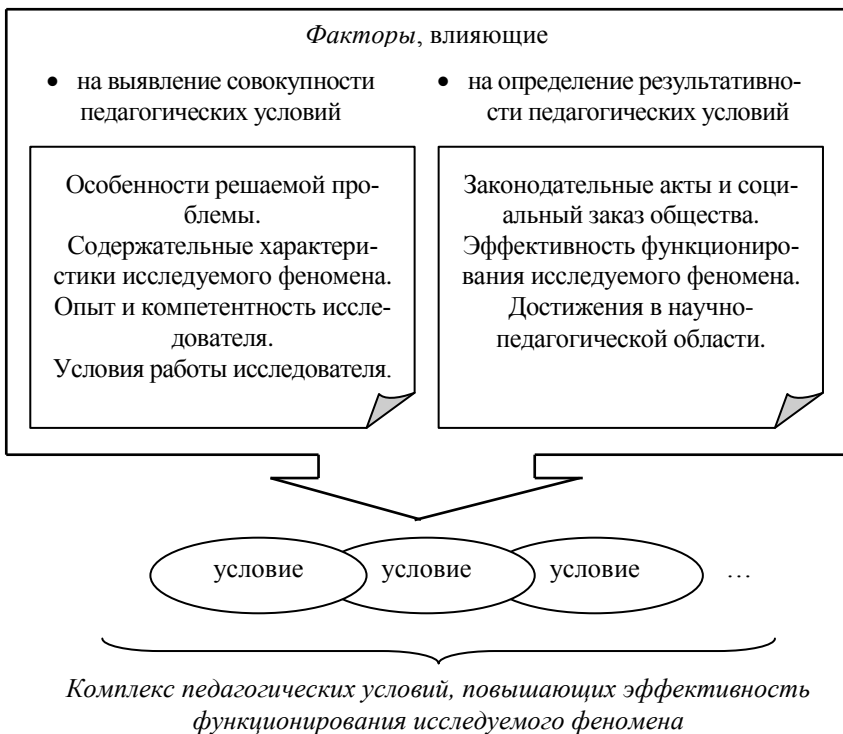 Факторы, влияющие
• на выявление совокупности
педагогических условий
• на определение результативно-
сти педагогических условий
Особенности решаемой про-
блемы.
Содержательные характери-
стики исследуемого феномена.
Опыт и компетентность иссле-
дователя.
Условия работы исследователя.
Законодательные акты и соци-
альный заказ общества.
Эффективность функциониро-
вания исследуемого феномена.
Достижения в научно-
педагогической области.
условие условие условие ...
Комплекс педагогических условий, повышающих эффективность
функционирования исследуемого феномена